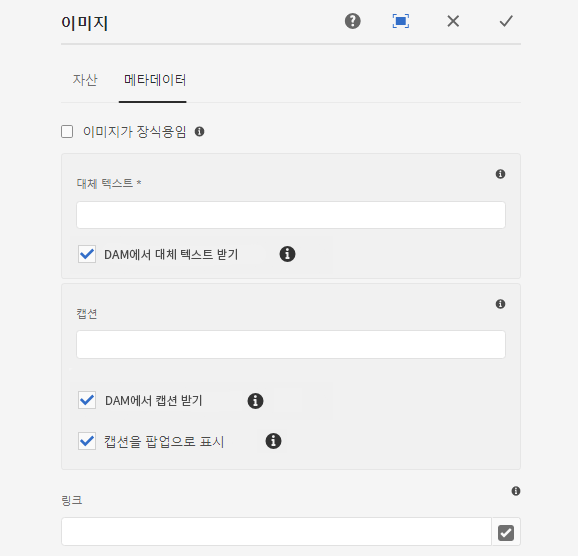 이미지
자산 메타데이터
이미지가 장식용임
대체 텍스트 *
DAM에서 대체 텍스트 받기
캡션
DAM에서 캡션 받기
캡션을 팝업으로 표시
링크